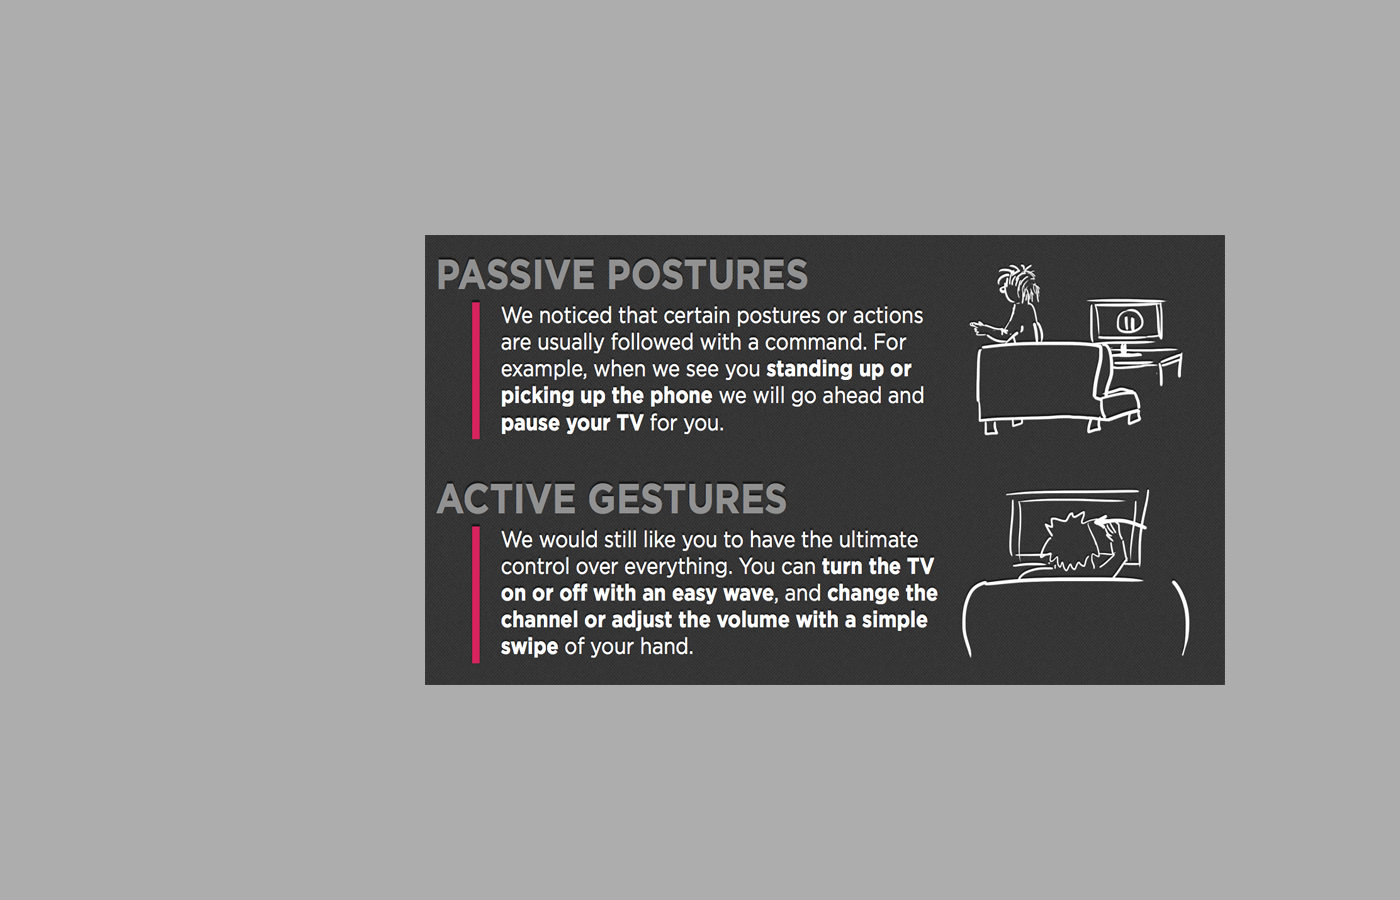 PASSIVE POSTURES
We noticed that certain postures or actions
are usually followed with a command. For
example, when we see you standing up or
picking up the phone we will go ahead and
pause your TV for you.
ACTIVE GESTURES
We would still like you to have the ultimate
control over everything. You can turn the TV
on or off with an easy wave, and change the
channel or adjust the volume with a simple
swipe of your hand.